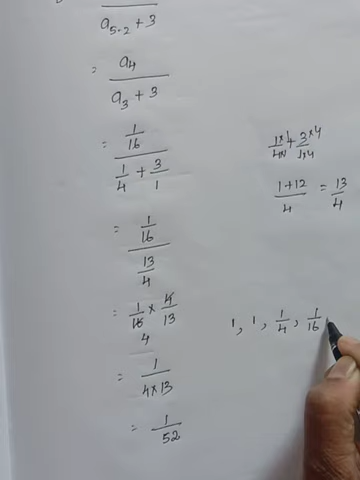 a₅₋₂ + 3
= a₄ / (a₃ + 3)
= (1/16) / (1/4 + 3/1)
(1×1)/(4×1) + (3×4)/(1×4)
(1+12)/4 = 13/4
= (1/16) / (13/4)
= 1/16 × 4/13
4
1, 1, 1/4, 1/16
= 1/(4×13)
= 1/52